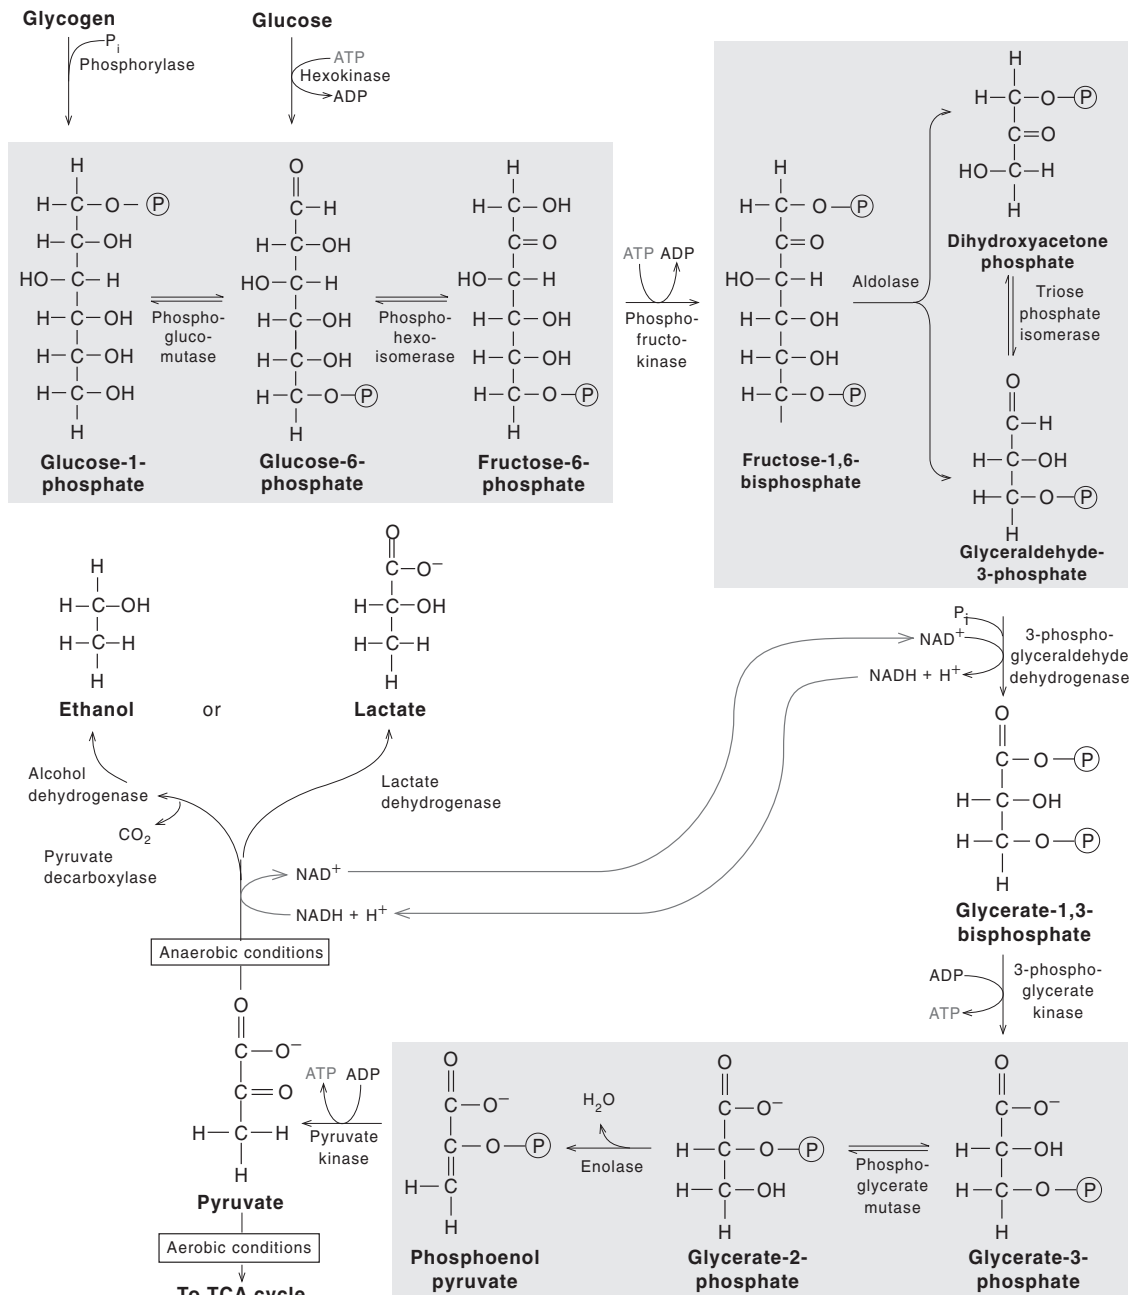 Glycogen
Pi
Phosphorylase
Glucose
ATP
Hexokinase
ADP
H
H—C—O—P
H—C—OH
HO—C—H
H—C—OH
H—C—OH
H—C—OH
H
Glucose-1-
phosphate
Phospho-
gluco-
mutase
O
C—H
H—C—OH
HO—C—H
H—C—OH
H—C—OH
H—C—O—P
H
Glucose-6-
phosphate
Phospho-
hexo-
isomerase
H
H—C—OH
C=O
HO—C—H
H—C—OH
H—C—OH
H—C—O—P
H
Fructose-6-
phosphate
ATP ADP
Phospho-
fructo-
kinase
H
H—C—O—P
C=O
HO—C—H
H—C—OH
H—C—OH
H—C—O—P
Fructose-1,6-
bisphosphate
Aldolase
H
H—C—O—P
C=O
HO—C—H
H
Dihydroxyacetone
phosphate
Triose
phosphate
isomerase
O
C—H
H—C—OH
H—C—O—P
H
Glyceraldehyde-
3-phosphate
Pi
NAD+
NADH + H+
3-phospho-
glyceraldehyde
dehydrogenase
O
C—O—P
H—C—OH
H—C—O—P
H
Glycerate-1,3-
bisphosphate
ADP
ATP
3-phospho-
glycerate
kinase
O
C—O−
H—C—OH
H—C—O—P
H
Glycerate-3-
phosphate
Phospho-
glycerate
mutase
O
C—O−
H—C—O—P
H—C—OH
H
Glycerate-2-
phosphate
H2O
Enolase
O
C—O−
C—O—P
H—C
H
Phosphoenol
pyruvate
ATP ADP
Pyruvate
kinase
O
C—O−
C=O
H—C—H
H
Pyruvate
Aerobic conditions
To TCA cycle
Anaerobic conditions
NAD+
NADH + H+
Lactate
dehydrogenase
O
C—O−
H—C—OH
H—C—H
H
Lactate
or
Alcohol
dehydrogenase
CO2
Pyruvate
decarboxylase
H
H—C—OH
H—C—H
H
Ethanol